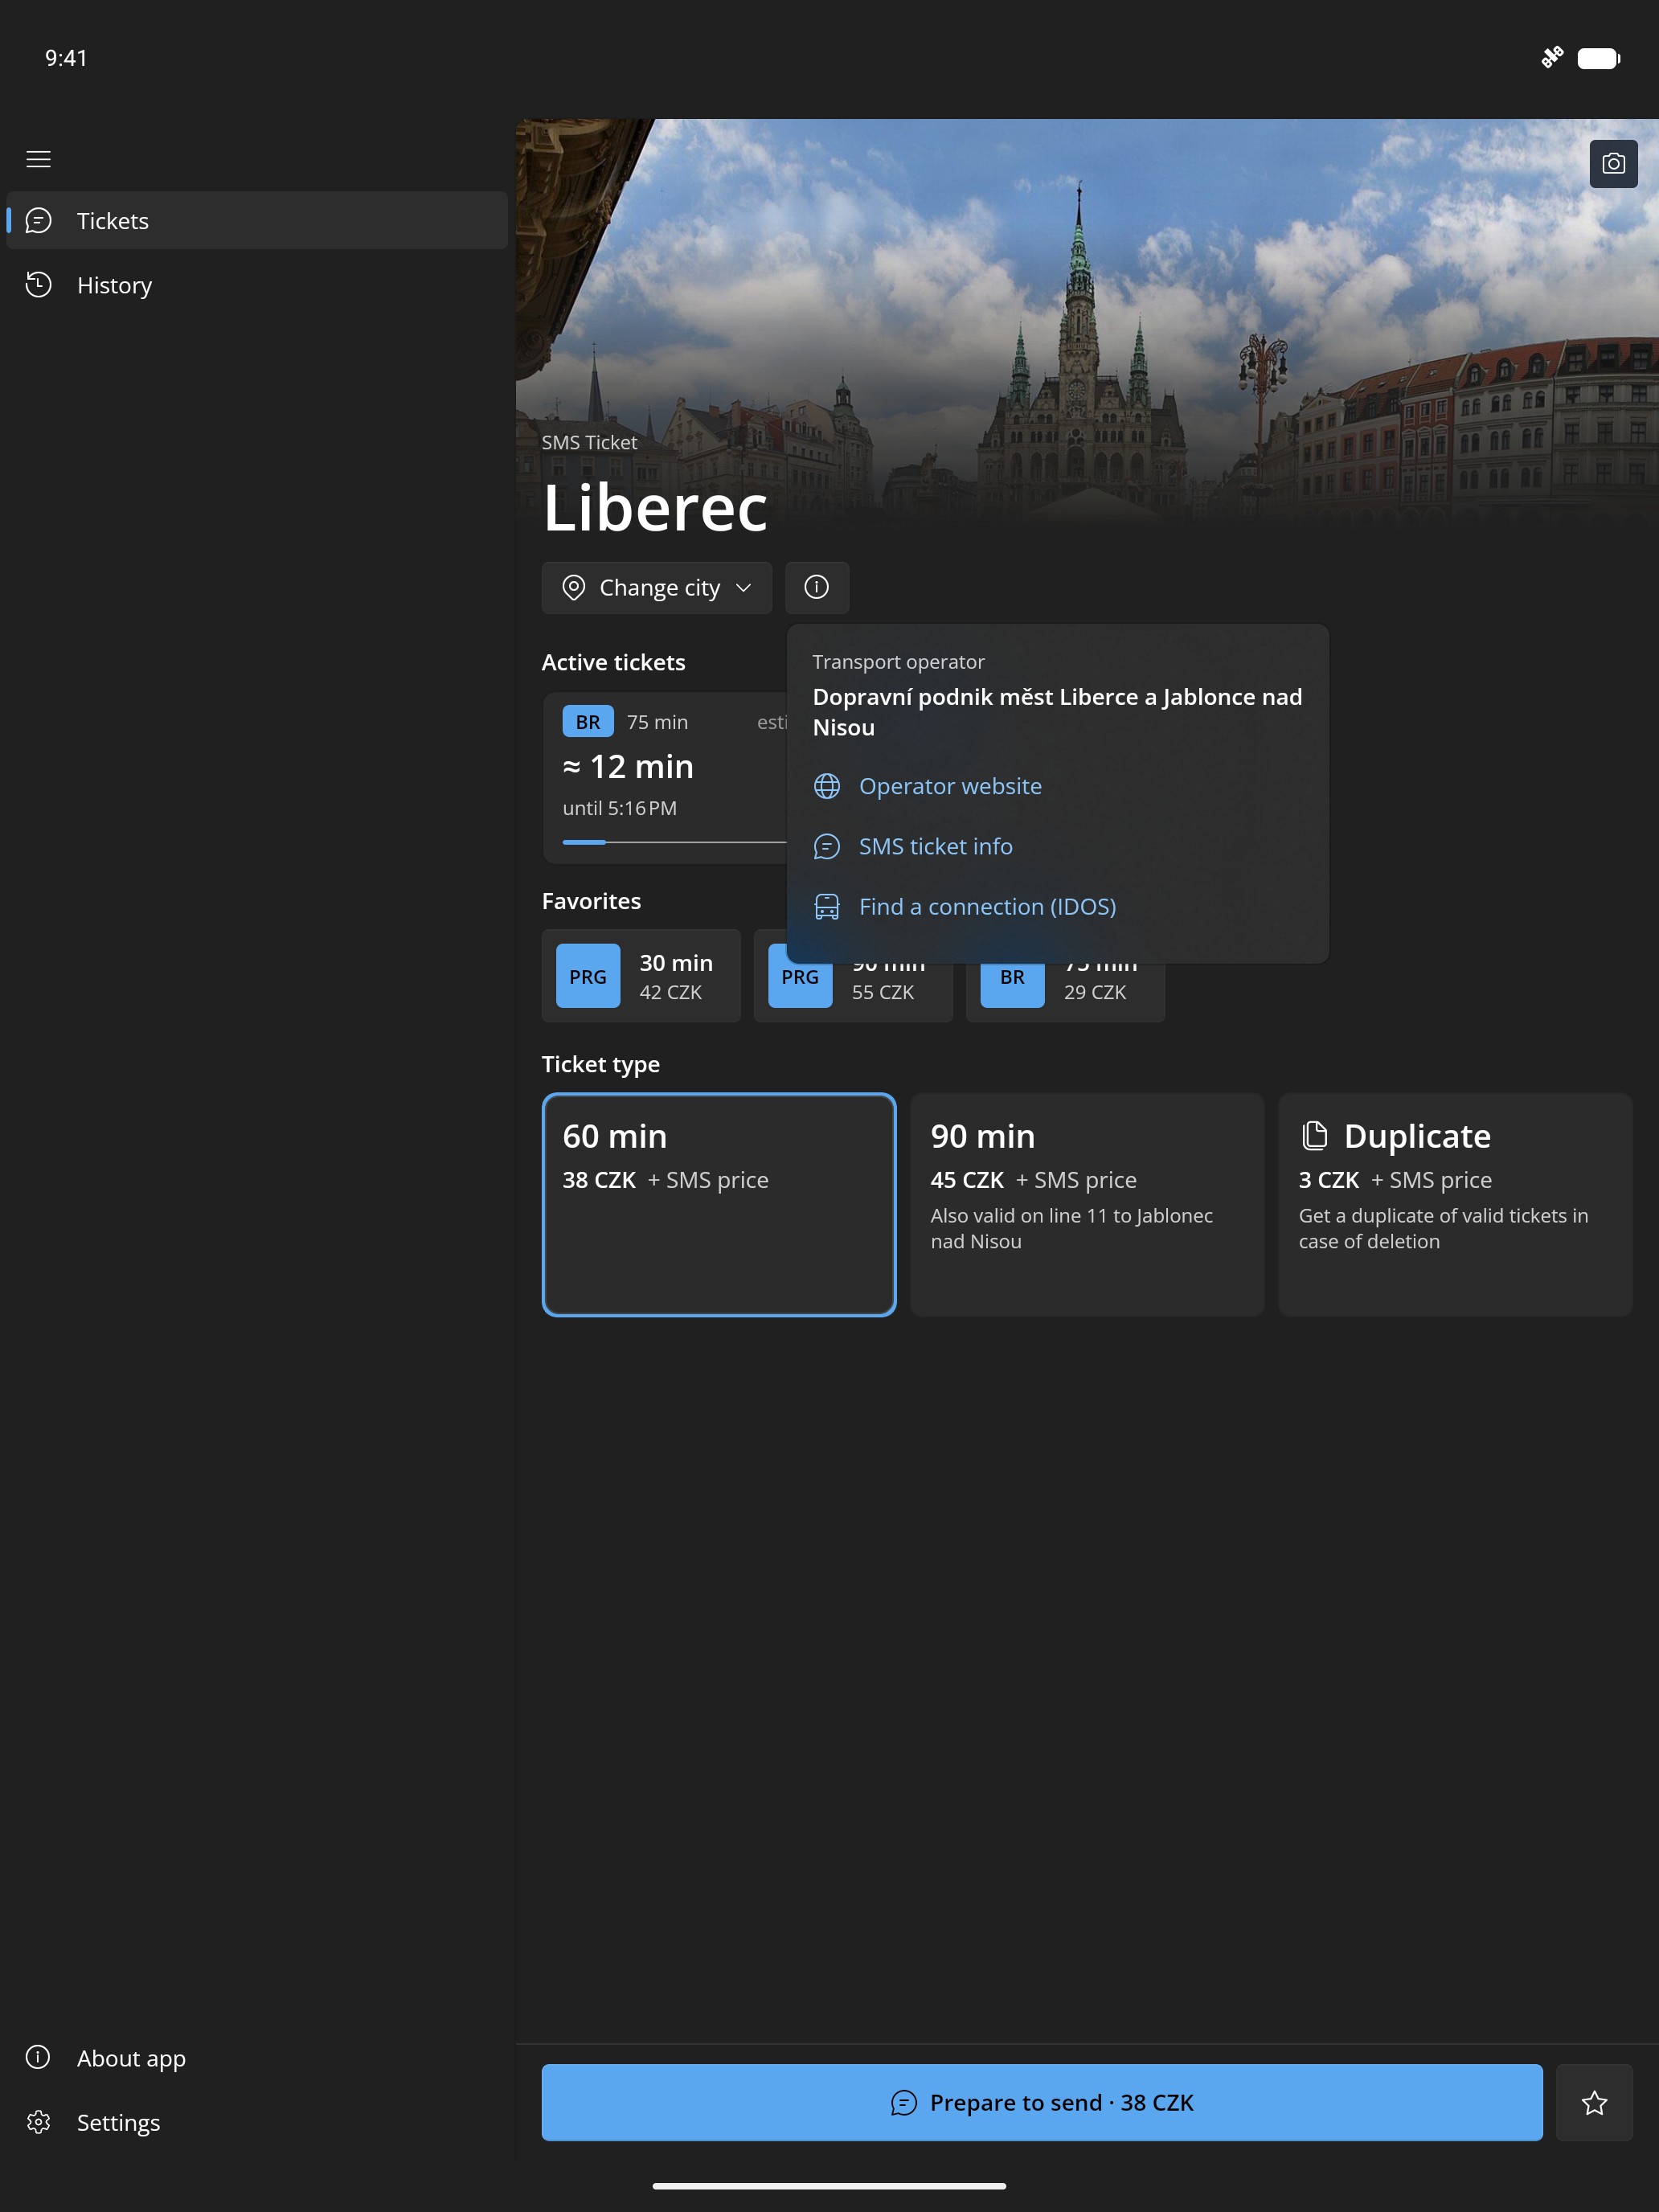 9:41
Tickets
History
SMS Ticket
Liberec
Change city
Active tickets
BR 75 min
≈ 12 min
until 5:16 PM
Transport operator
Dopravní podnik měst Liberce a Jablonce nad
Nisou
Operator website
SMS ticket info
Find a connection (IDOS)
Favorites
PRG 30 min
42 CZK
PRG 90 min
55 CZK
BR 75 min
29 CZK
Ticket type
60 min
38 CZK + SMS price
90 min
45 CZK + SMS price
Also valid on line 11 to Jablonec
nad Nisou
Duplicate
3 CZK + SMS price
Get a duplicate of valid tickets in
case of deletion
About app
Settings
Prepare to send · 38 CZK